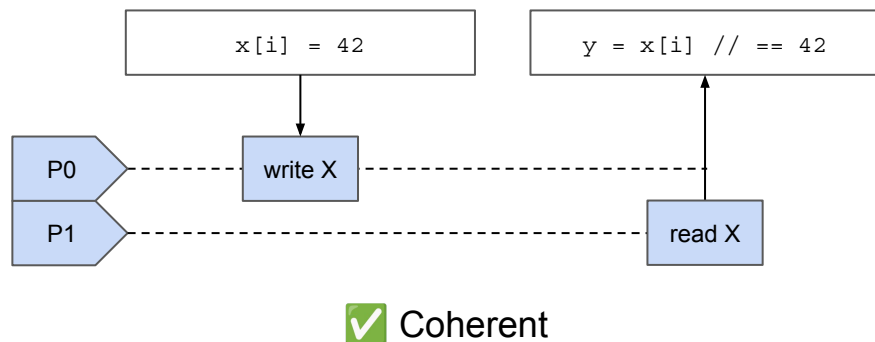 x[i] = 42
y = x[i] // == 42
P0
write X
P1
read X
✅ Coherent